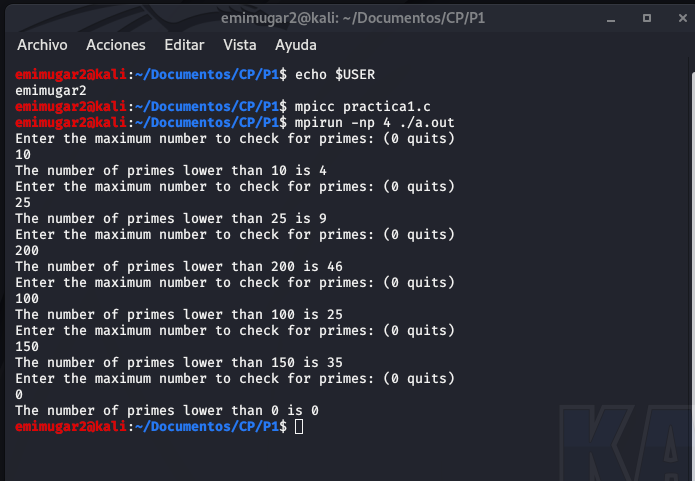 emimugar2@kali: ~/Documentos/CP/P1
Archivo Acciones Editar Vista Ayuda
emimugar2@kali:~/Documentos/CP/P1$ echo $USER
emimugar2
emimugar2@kali:~/Documentos/CP/P1$ mpicc practica1.c
emimugar2@kali:~/Documentos/CP/P1$ mpirun -np 4 ./a.out
Enter the maximum number to check for primes: (0 quits)
10
The number of primes lower than 10 is 4
Enter the maximum number to check for primes: (0 quits)
25
The number of primes lower than 25 is 9
Enter the maximum number to check for primes: (0 quits)
200
The number of primes lower than 200 is 46
Enter the maximum number to check for primes: (0 quits)
100
The number of primes lower than 100 is 25
Enter the maximum number to check for primes: (0 quits)
150
The number of primes lower than 150 is 35
Enter the maximum number to check for primes: (0 quits)
0
The number of primes lower than 0 is 0
emimugar2@kali:~/Documentos/CP/P1$
KA